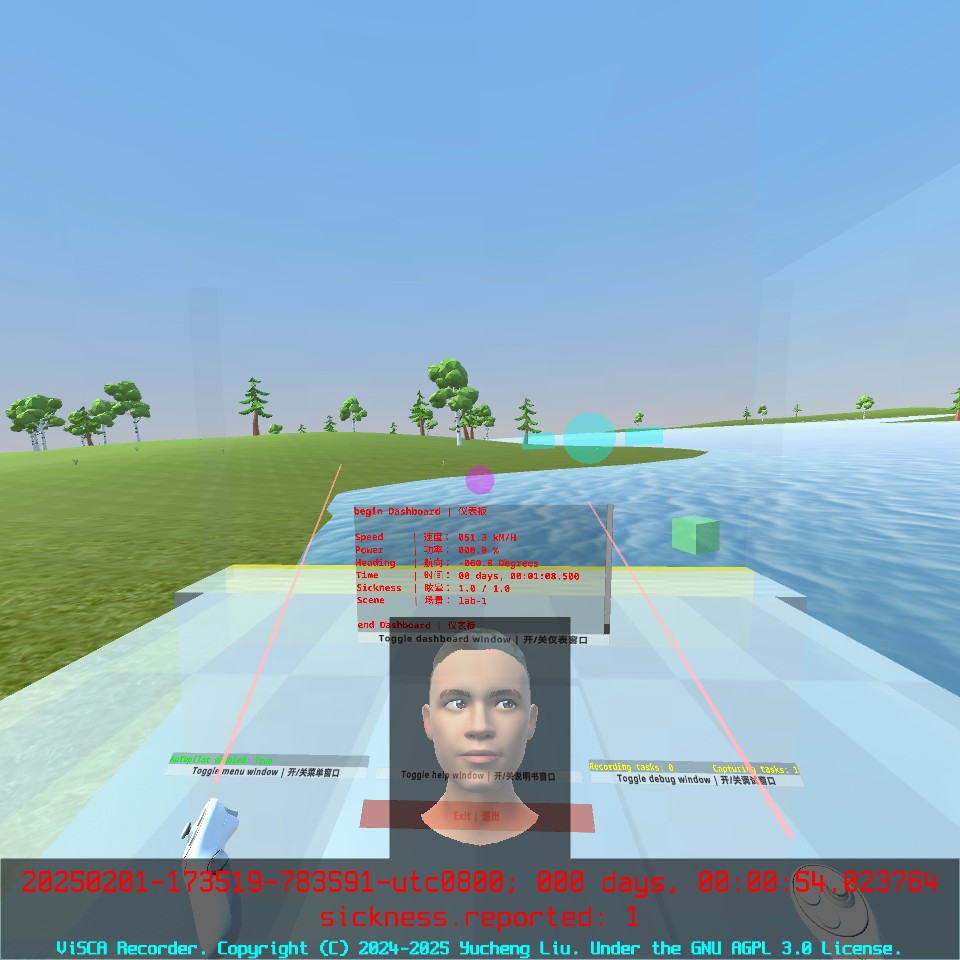 begin Dashboard | 仪表板
Speed | 速度: 051.3 kM/H
Power | 功率: 000.0 %
Heading | 航向: -060.0 Degrees
Time | 时间: 00 days, 00:01:08.500
Sickness | 眩晕: 1.0 / 1.0
Scene | 场景: lab-1
end Dashboard | 仪表板
Toggle dashboard window | 开/关仪表窗口
Autopilot enabled: True
Toggle menu window | 开/关菜单窗口
Toggle help window | 开/关说明书窗口
Recording tasks: 0 Capturing tasks: 1
Toggle debug window | 开/关调试窗口
Exit | 退出
20250201-173519-783591-utc0800; 000 days, 00:00:54.023764
sickness.reported: 1
ViSCA Recorder. Copyright (C) 2024-2025 Yucheng Liu. Under the GNU AGPL 3.0 License.